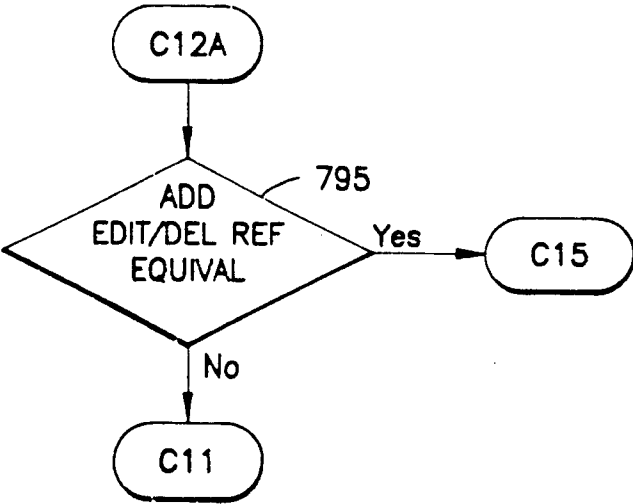 C12A
795
ADD
EDIT/DEL REF
EQUIVAL
Yes
C15
No
C11